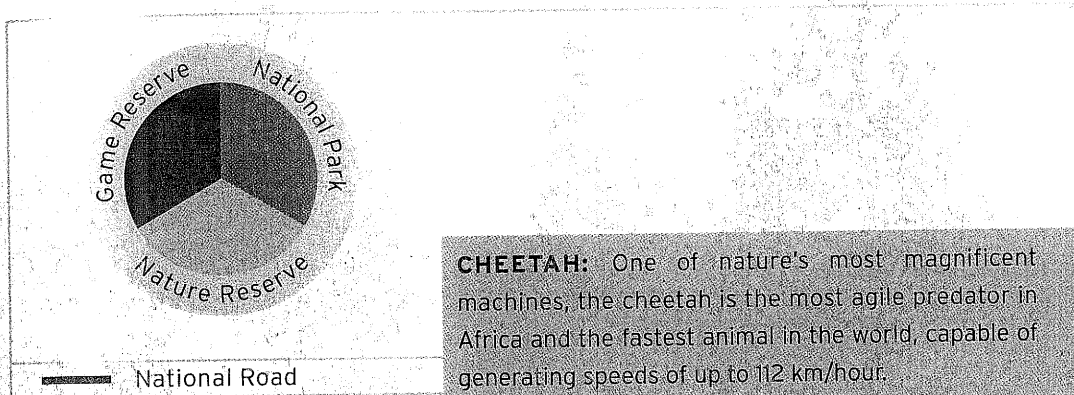 Game Reserve
National Park
Nature Reserve
National Road
CHEETAH: One of nature's most magnificent
machines, the cheetah is the most agile predator in
Africa and the fastest animal in the world, capable of
generating speeds of up to 112 km/hour.